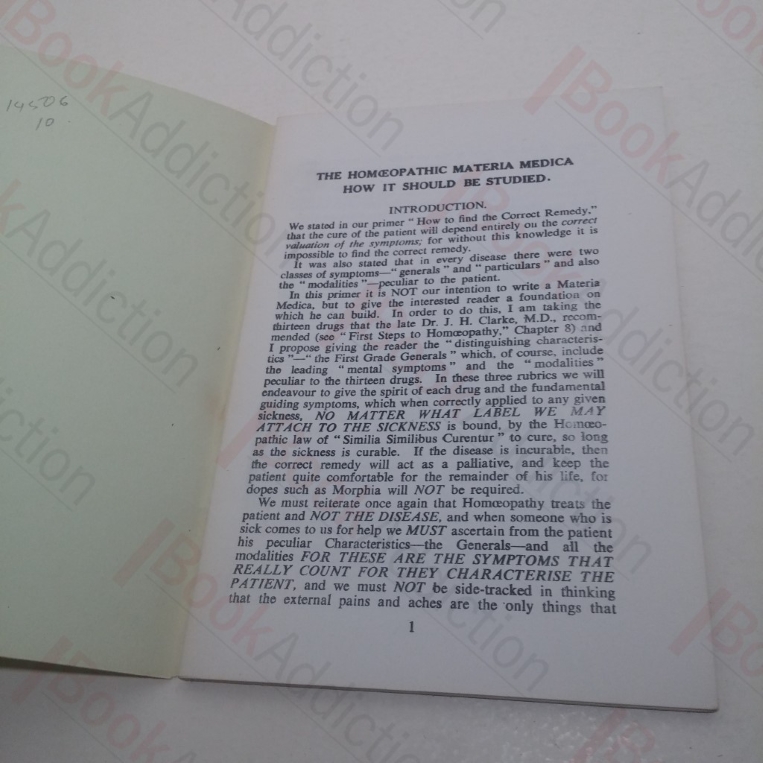 14506
10
THE HOMŒOPATHIC MATERIA MEDICA
HOW IT SHOULD BE STUDIED.
INTRODUCTION.
We stated in our primer "How to find the Correct Remedy,"
that the cure of the patient will depend entirely on the correct
valuation of the symptoms; for without this knowledge it is
impossible to find the correct remedy.
It was also stated that in every disease there were two
classes of symptoms—"generals" and "particulars" and also
the "modalities"—peculiar to the patient.
In this primer it is NOT our intention to write a Materia
Medica, but to give the interested reader a foundation on
which he can build. In order to do this, I am taking the
thirteen drugs that the late Dr. J. H. Clarke, M.D., recom-
mended (see "First Steps to Homœopathy," Chapter 8) and
I propose giving the reader the "distinguishing characteris-
tics"—"the First Grade Generals" which, of course, include
the leading "mental symptoms" and the "modalities"
peculiar to the thirteen drugs. In these three rubrics we will
endeavour to give the spirit of each drug and the fundamental
guiding symptoms, which when correctly applied to any given
sickness, NO MATTER WHAT LABEL WE MAY
ATTACH TO THE SICKNESS is bound, by the Homœo-
pathic law of "Similia Similibus Curentur" to cure, so long
as the sickness is curable. If the disease is incurable, then
the correct remedy will act as a palliative, and keep the
patient quite comfortable for the remainder of his life, for
dopes such as Morphia will NOT be required.
We must reiterate once again that Homœopathy treats the
patient and NOT THE DISEASE, and when someone who is
sick comes to us for help we MUST ascertain from the patient
his peculiar Characteristics—the Generals—and all the
modalities FOR THESE ARE THE SYMPTOMS THAT
REALLY COUNT FOR THEY CHARACTERISE THE
PATIENT, and we must NOT be side-tracked in thinking
that the external pains and aches are the only things that
1
BookAddiction